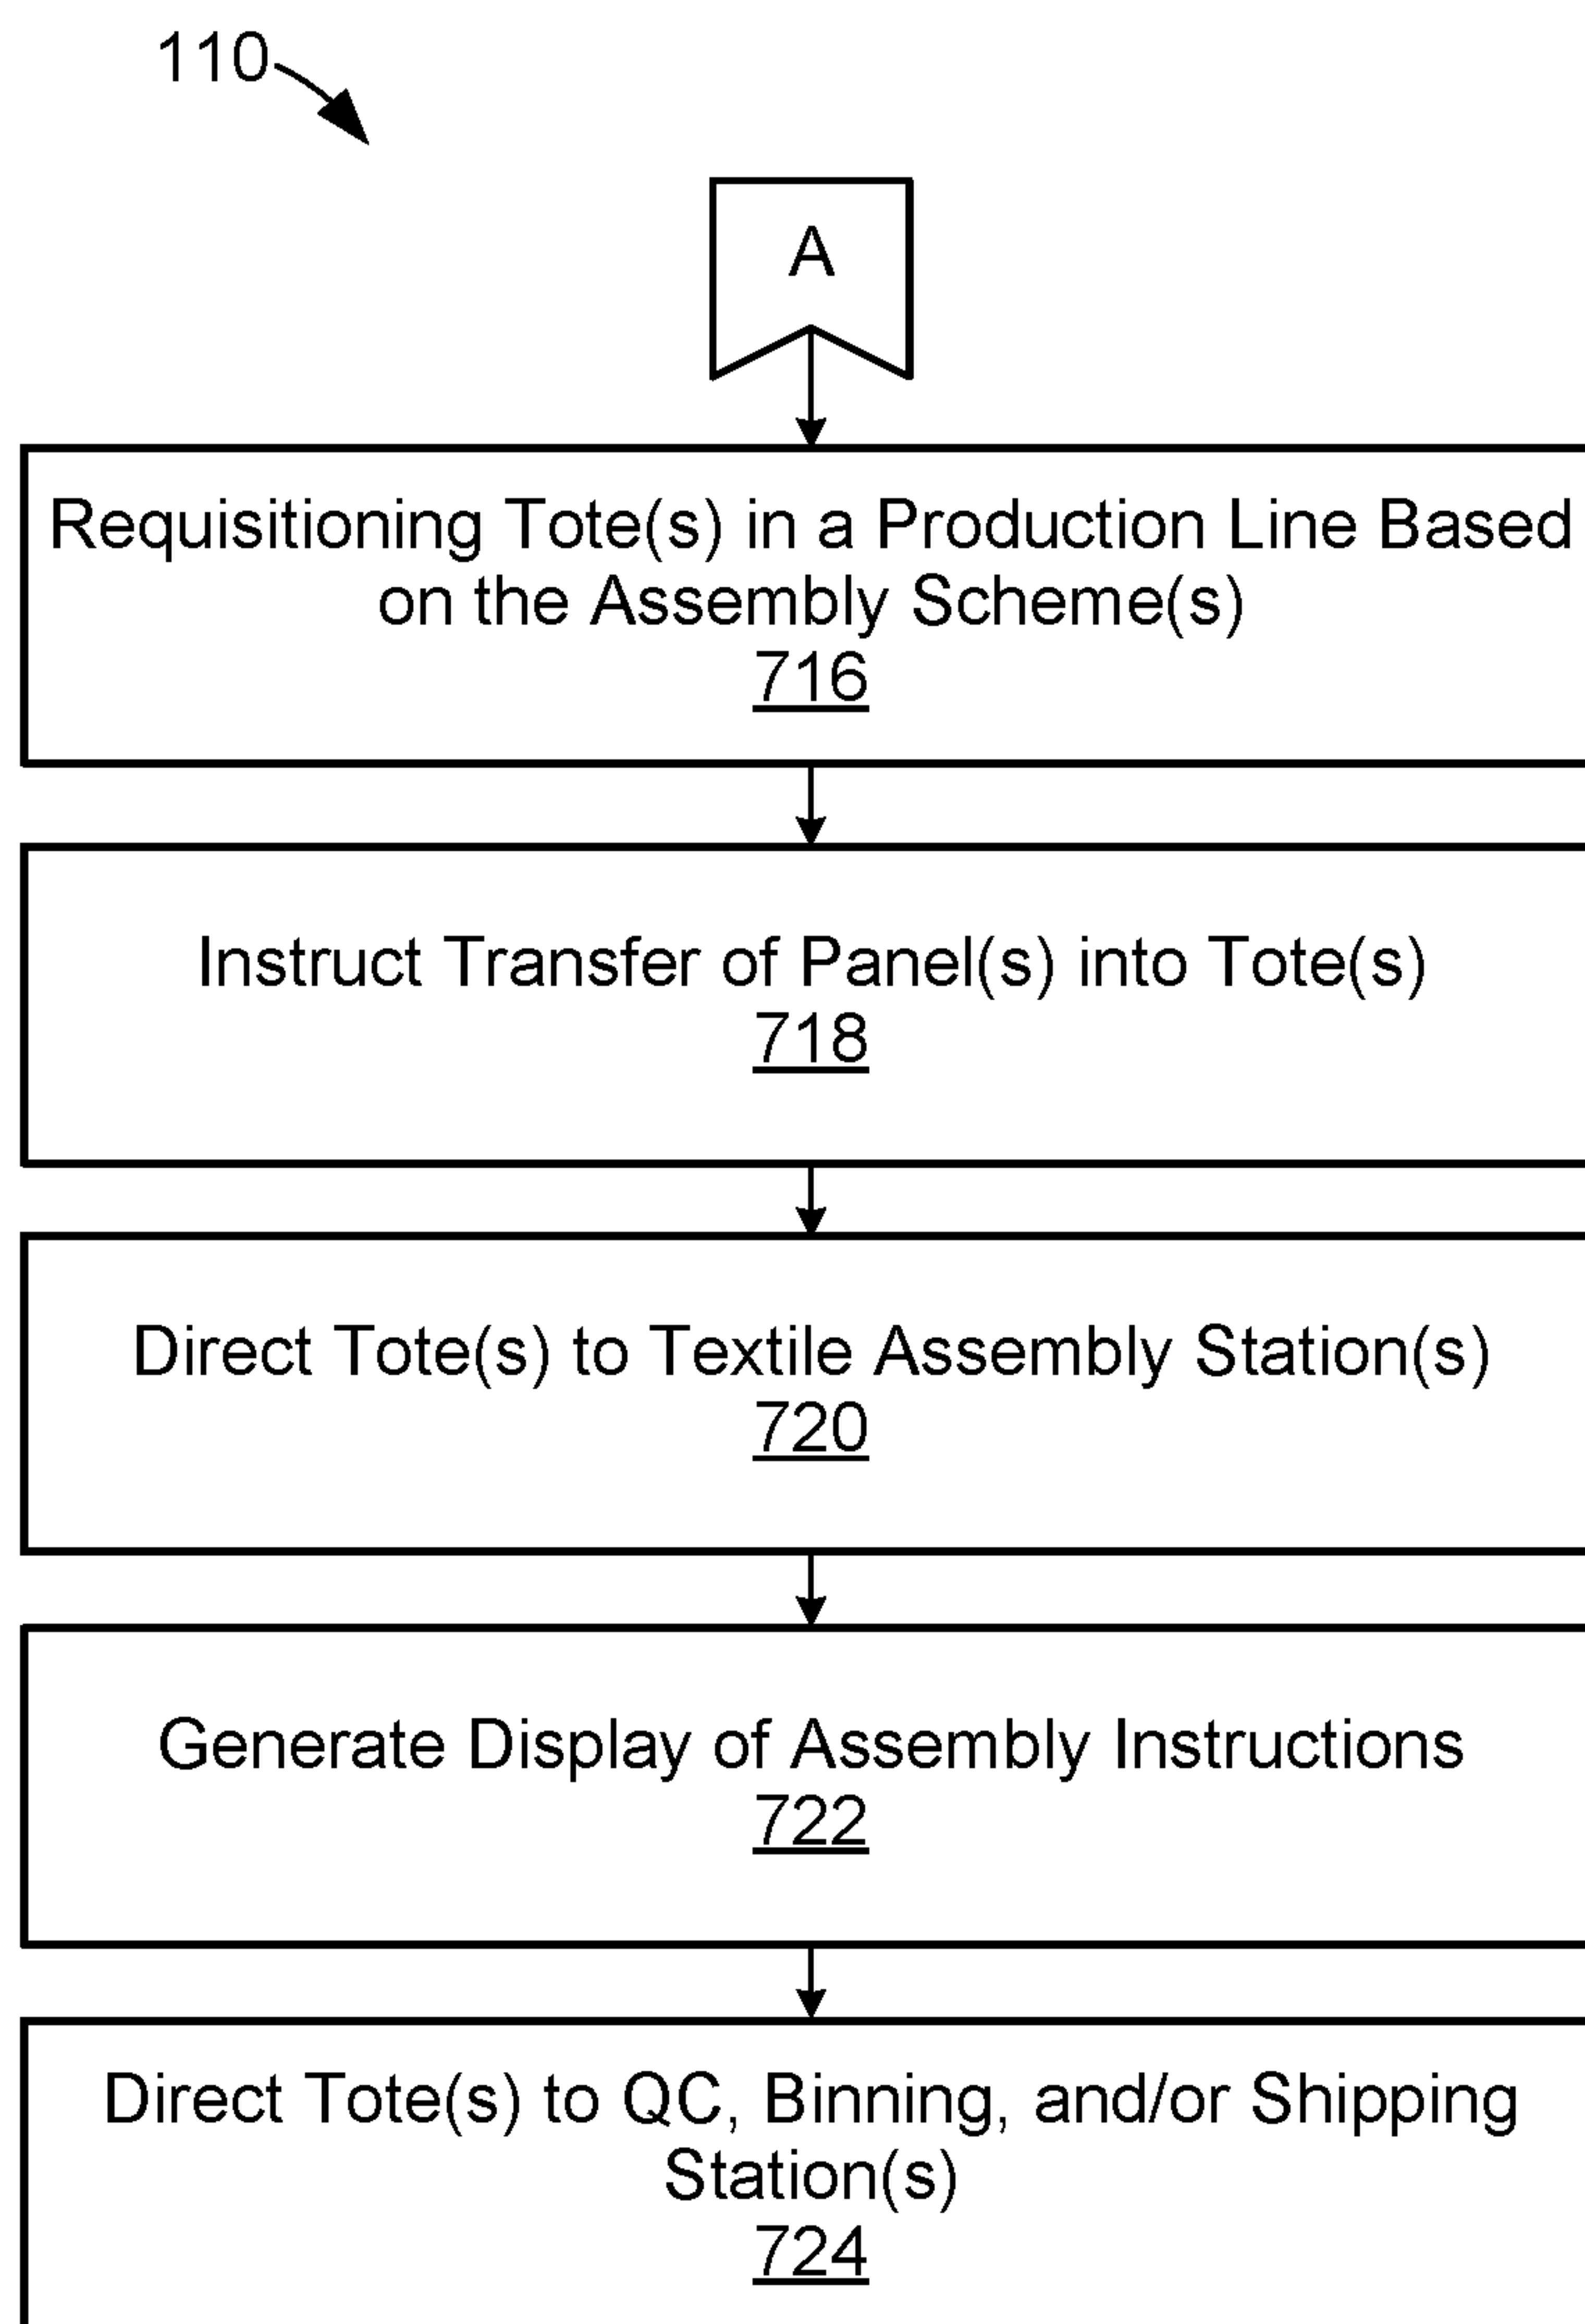 110
A
Requisitioning Tote(s) in a Production Line Based
on the Assembly Scheme(s)
716
Instruct Transfer of Panel(s) into Tote(s)
718
Direct Tote(s) to Textile Assembly Station(s)
720
Generate Display of Assembly Instructions
722
Direct Tote(s) to QC, Binning, and/or Shipping
Station(s)
724